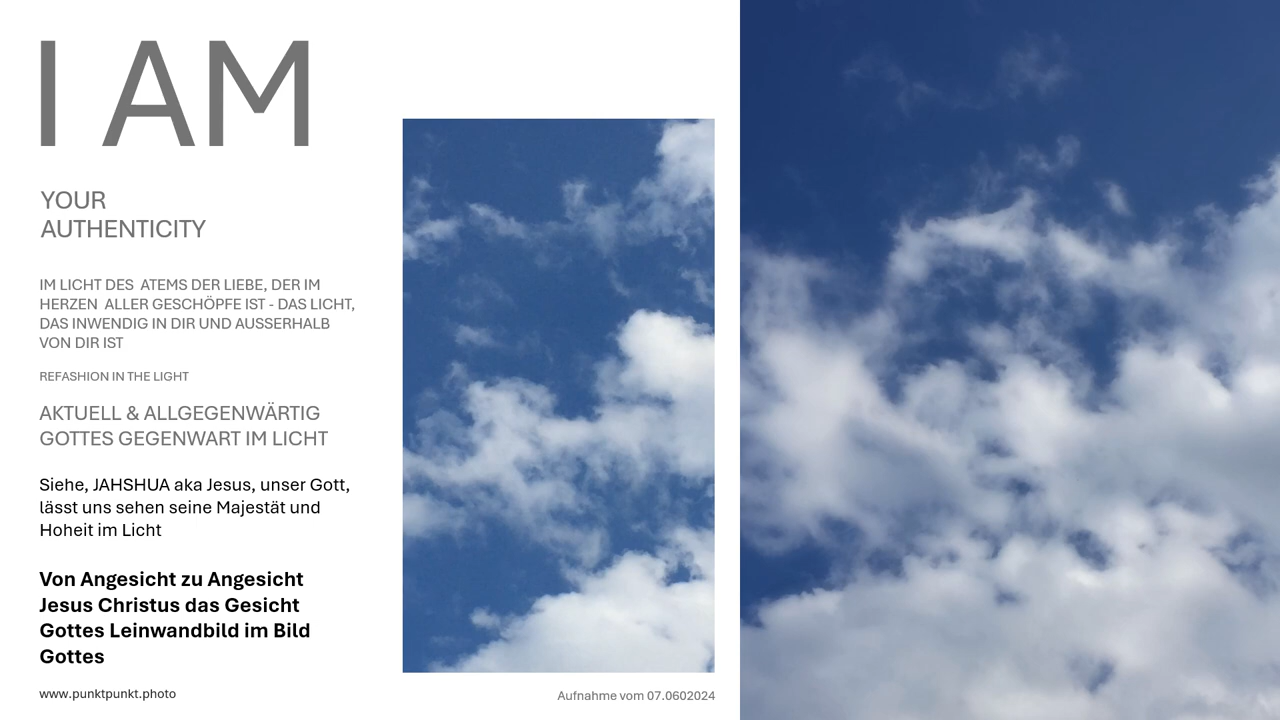 I AM
YOUR
AUTHENTICITY
IM LICHT DES  ATEMS DER LIEBE, DER IM
HERZEN  ALLER GESCHÖPFE IST - DAS LICHT,
DAS INWENDIG IN DIR UND AUSSERHALB
VON DIR IST
REFASHION IN THE LIGHT
AKTUELL & ALLGEGENWÄRTIG
GOTTES GEGENWART IM LICHT
Siehe, JAHSHUA aka Jesus, unser Gott,
lässt uns sehen seine Majestät und
Hoheit im Licht
Von Angesicht zu Angesicht
Jesus Christus das Gesicht
Gottes Leinwandbild im Bild
Gottes
www.punktpunkt.photo
Aufnahme vom 07.0602024